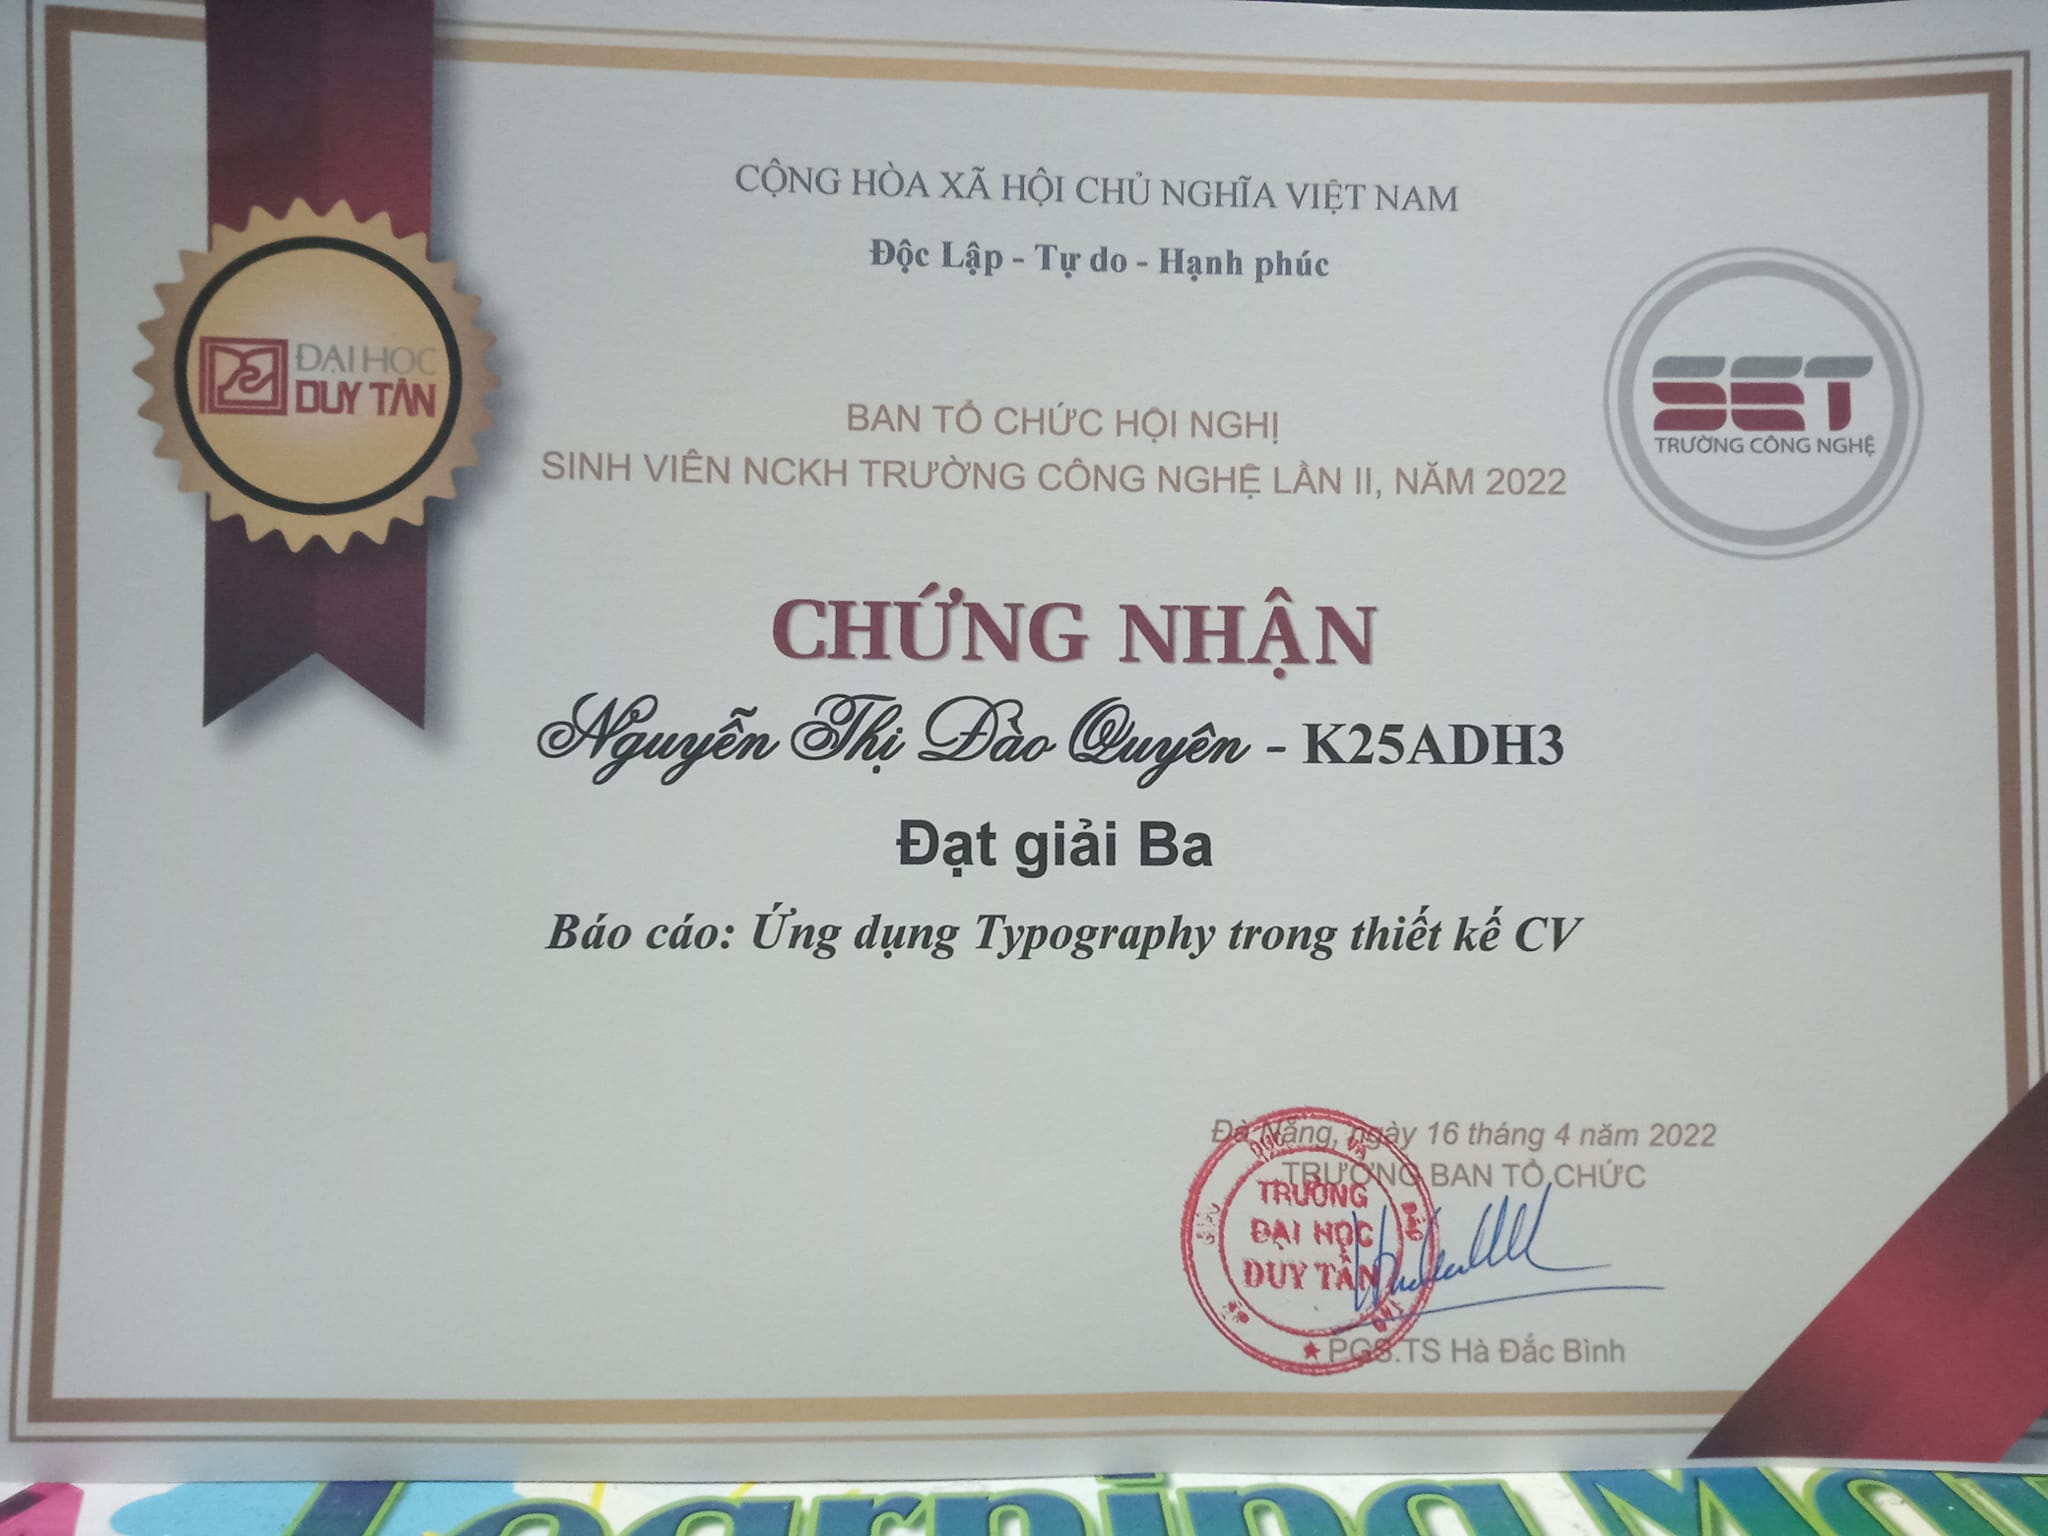 CỘNG HÒA XÃ HỘI CHỦ NGHĨA VIỆT NAM
Độc Lập - Tự do - Hạnh phúc
ĐẠI HỌC
DUY TÂN
SET
TRƯỜNG CÔNG NGHỆ
BAN TỔ CHỨC HỘI NGHỊ
SINH VIÊN NCKH TRƯỜNG CÔNG NGHỆ LẦN II, NĂM 2022
CHỨNG NHẬN
Nguyễn Thị Đào Quyên - K25ADH3
Đạt giải Ba
Báo cáo: Ứng dụng Typography trong thiết kế CV
Đà Nẵng, ngày 16 tháng 4 năm 2022
TRƯỞNG BAN TỔ CHỨC
TRƯỜNG
ĐẠI HỌC
DUY TÂN
PGS.TS Hà Đắc Bình
Learning